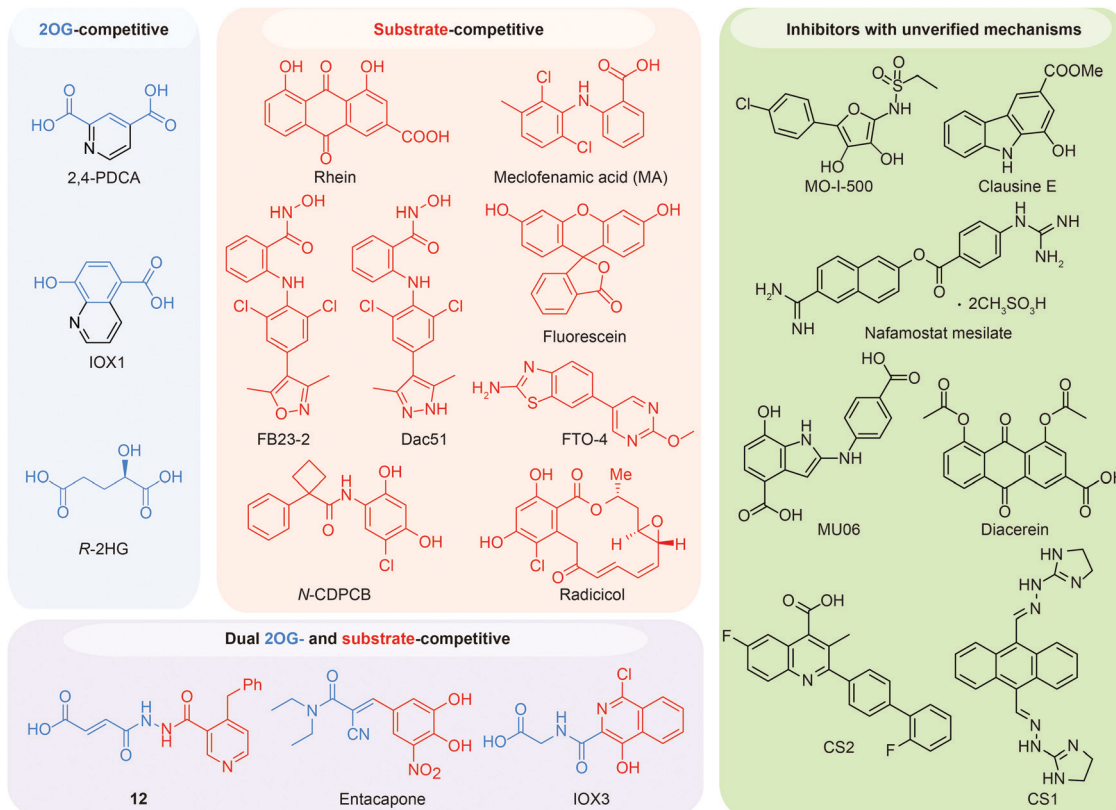 2OG-competitive
HO
O
O
OH
N
2,4-PDCA
HO
O
OH
N
IOX1
OH
HO
O
O
OH
R-2HG
Substrate-competitive
OH
O
OH
O
COOH
Rhein
Cl
H
N
O
OH
Cl
Meclofenamic acid (MA)
OH
HN
O
NH
Cl
Cl
O
N
FB23-2
OH
HN
O
NH
Cl
Cl
N
NH
Dac51
HO
O
OH
O
O
Fluorescein
H2N
N
S
N
N
O
FTO-4
OH
H
N
O
OH
Cl
N-CDPCB
OH
O
Me
O
O
H
HO
Cl
O
Radicicol
Dual 2OG- and substrate-competitive
HO
O
O
H
N
N
H
O
Ph
N
12
O
N
CN
OH
OH
NO2
Entacapone
HO
O
H
N
O
Cl
N
OH
IOX3
Inhibitors with unverified mechanisms
Cl
O
O
S
O
NH
HO
OH
MO-I-500
COOMe
N
H
OH
Clausine E
H
N
NH
NH2
O
O
H2N
NH
· 2CH3SO3H
Nafamostat mesilate
HO
O
OH
H
N
N
H
O
OH
MU06
O
O
O
O
O
O
O
OH
Diacerein
O
OH
F
N
F
CS2
HN
N
NH
N
N
NH
N
HN
CS1